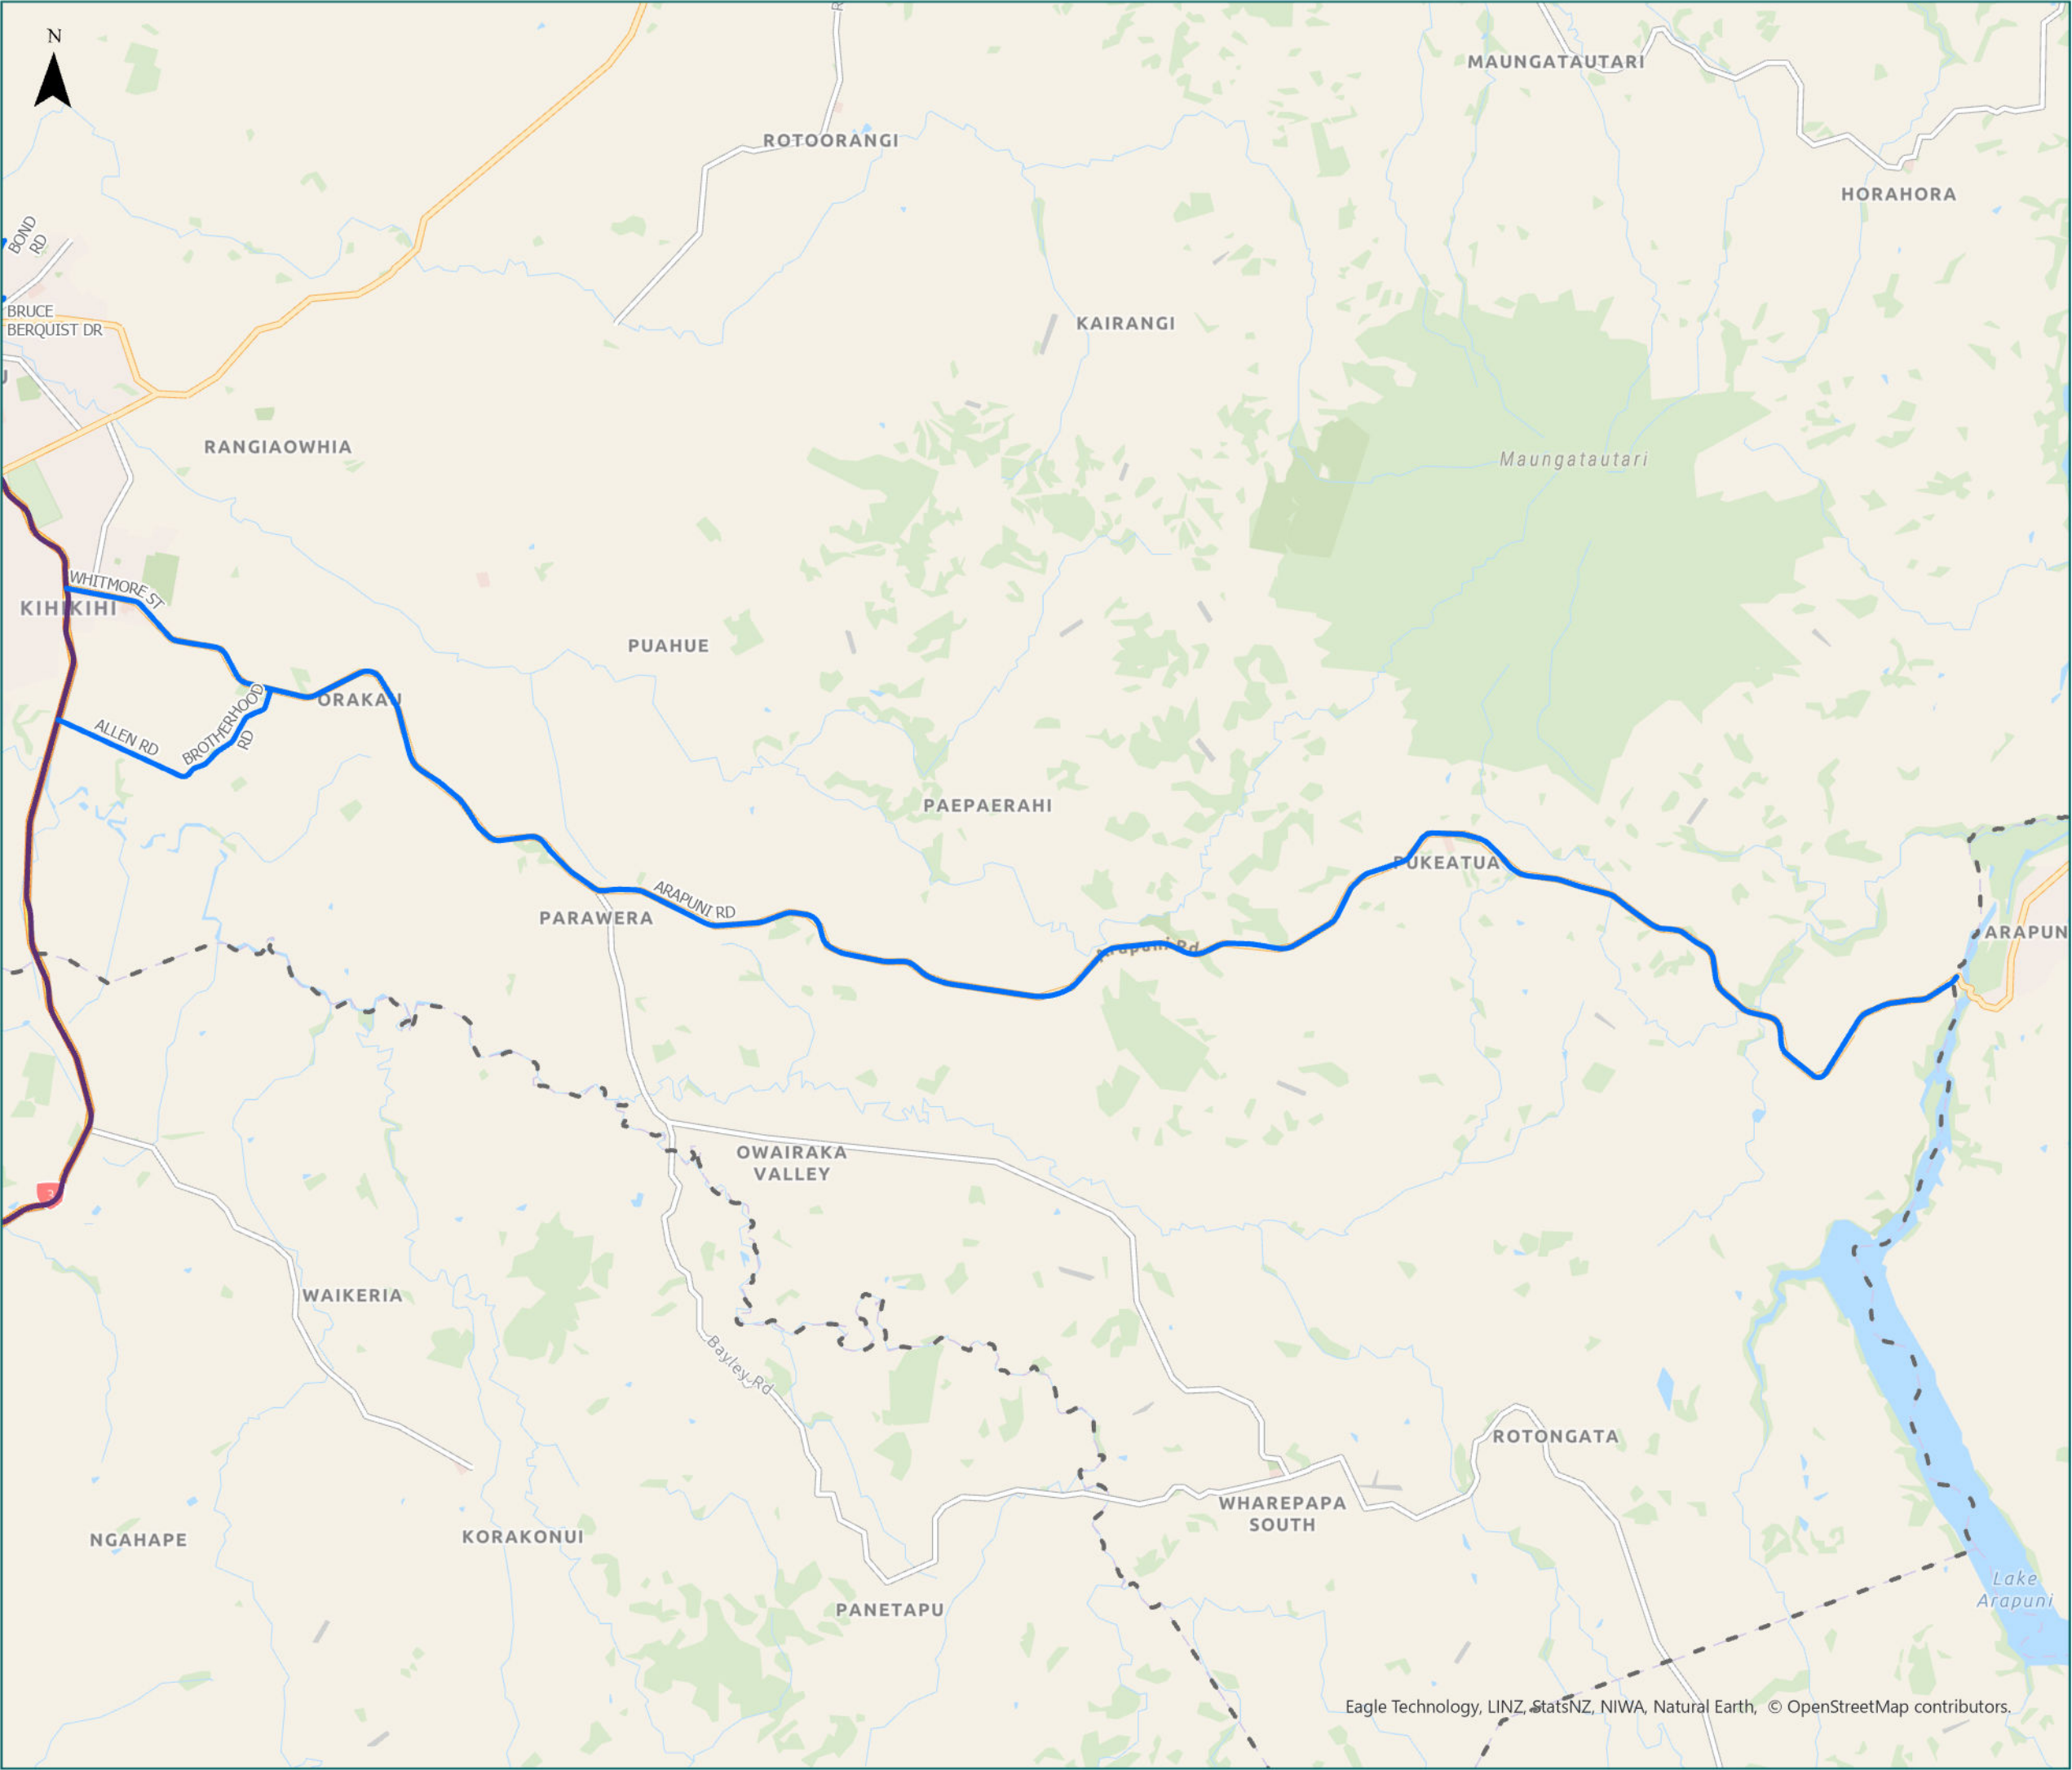 N
MAUNGATAUTARI
ROTOORANGI
HORAHORA
BOND
RD
BRUCE
BERQUIST DR
KAIRANGI
RANGIAOWHIA
Maungatautari
WHITMORE ST
KIHIKIHI
PUAHUE
ORAKAU
ALLEN RD
BROTHERHOOD
RD
PAEPAERAHI
PUKEATUA
ARAPUNI RD
PARAWERA
Arapuni Rd
ARAPUN
OWAIRAKA
VALLEY
3
WAIKERIA
Bayley Rd
ROTONGATA
WHAREPAPA
SOUTH
NGAHAPE
KORAKONUI
PANETAPU
Lake
Arapuni
Eagle Technology, LINZ, StatsNZ, NIWA, Natural Earth, © OpenStreetMap contributors.